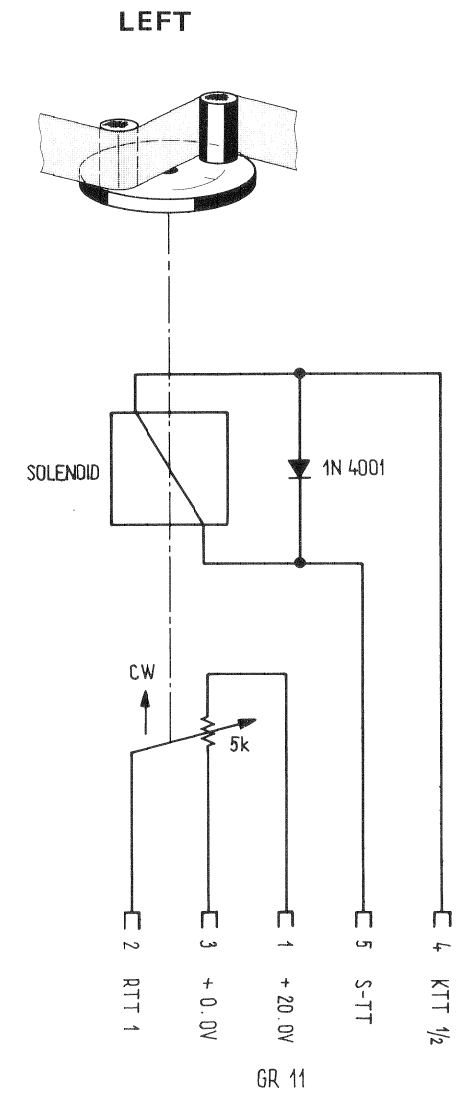 LEFT
SOLENOID
1N 4001
CW
5k
2 RTT 1
3 + 0.0V
1 + 20.0V
5 S-TT
4 KTT 1/2
GR 11